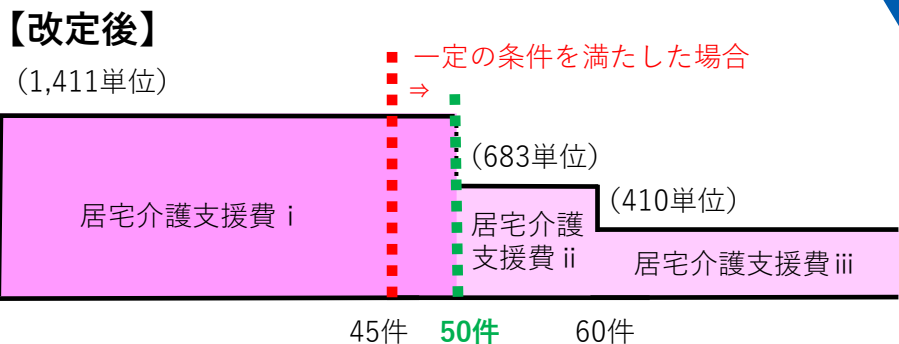 【改定後】
一定の条件を満たした場合
(1,411単位)
⇒
(683単位)
(410単位)
居宅介護支援費ⅰ
居宅介護
支援費ⅱ
居宅介護支援費ⅲ
45件
50件
60件